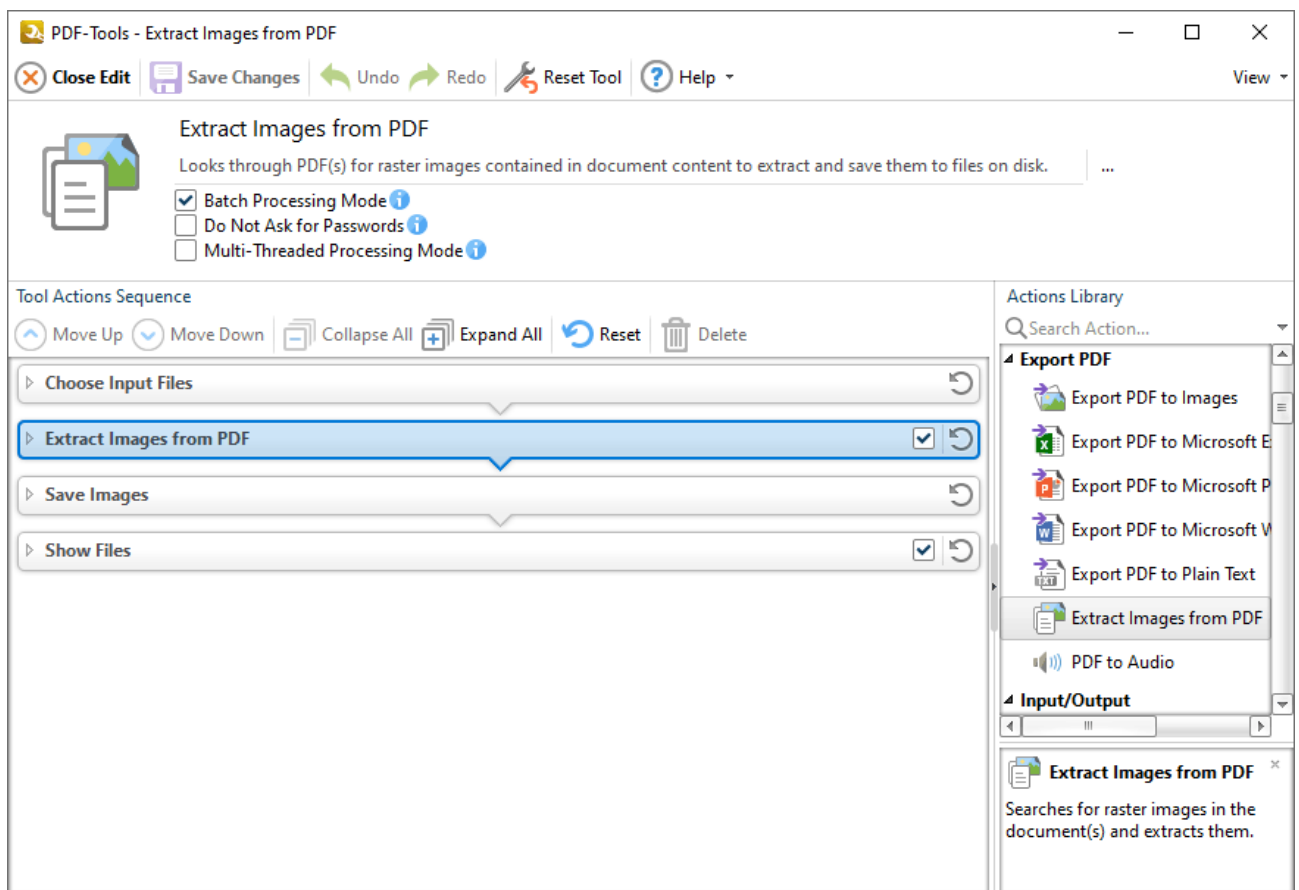 PDF-Tools - Extract Images from PDF
Close Edit Save Changes Undo Redo Reset Tool Help View
Extract Images from PDF
Looks through PDF(s) for raster images contained in document content to extract and save them to files on disk. ...
Batch Processing Mode
Do Not Ask for Passwords
Multi-Threaded Processing Mode
Tool Actions Sequence
Move Up Move Down Collapse All Expand All Reset Delete
Choose Input Files
Extract Images from PDF
Save Images
Show Files
Actions Library
Search Action...
Export PDF
Export PDF to Images
Export PDF to Microsoft E
Export PDF to Microsoft P
Export PDF to Microsoft W
Export PDF to Plain Text
Extract Images from PDF
PDF to Audio
Input/Output
Extract Images from PDF
Searches for raster images in the
document(s) and extracts them.